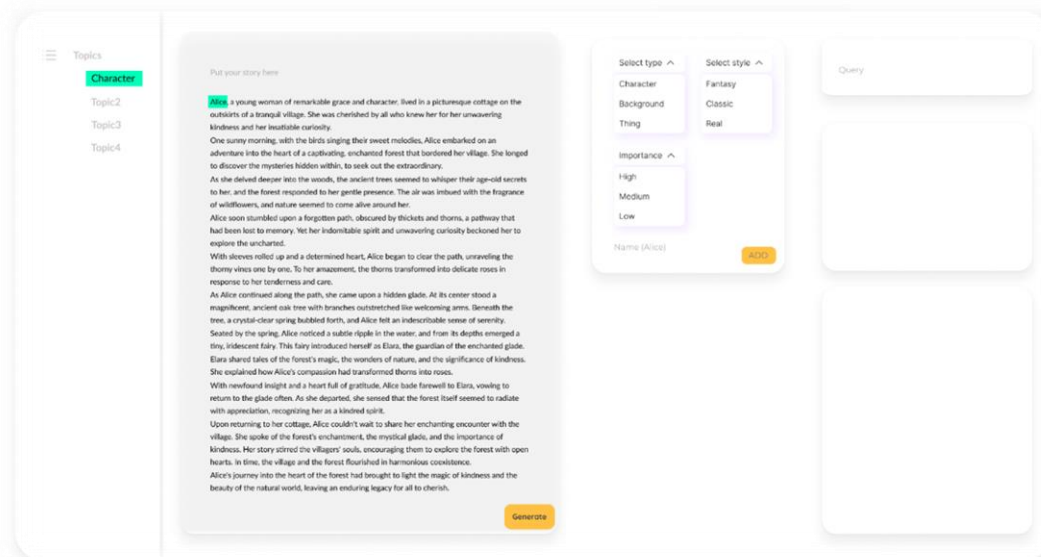 Topics
Character
Topic2
Topic3
Topic4
Put your story here
Alice, a young woman of remarkable grace and character, lived in a picturesque cottage on the
outskirts of a tranquil village. She was cherished by all who knew her for her unwavering
kindness and her insatiable curiosity.
One sunny morning, with the birds singing their sweet melodies, Alice embarked on an
adventure into the heart of a captivating, enchanted forest that bordered her village. She longed
to discover the mysteries hidden within, to seek out the extraordinary.
As she delved deeper into the woods, the ancient trees seemed to whisper their age-old secrets
to her, and the forest responded to her gentle presence. The air was imbued with the fragrance
of wildflowers, and nature seemed to come alive around her.
Alice soon stumbled upon a forgotten path, obscured by thickets and thorns, a pathway that
had been lost to memory. Yet her indomitable spirit and unwavering curiosity beckoned her to
explore the uncharted.
With sleeves rolled up and a determined heart, Alice began to clear the path, unraveling the
thorny vines one by one. To her amazement, the thorns transformed into delicate roses in
response to her tenderness and care.
As Alice continued along the path, she came upon a hidden glade. At its center stood a
magnificent, ancient oak tree with branches outstretched like welcoming arms. Beneath the
tree, a crystal-clear spring bubbled forth, and Alice felt an indescribable sense of serenity.
Seated by the spring, Alice noticed a subtle ripple in the water, and from its depths emerged a
tiny, iridescent fairy. This fairy introduced herself as Elara, the guardian of the enchanted glade.
Elara shared tales of the forest's magic, the wonders of nature, and the significance of kindness.
She explained how Alice's compassion had transformed thorns into roses.
With newfound insight and a heart full of gratitude, Alice bade farewell to Elara, vowing to
return to the glade often. As she departed, she sensed that the forest itself seemed to radiate
with appreciation, recognizing her as a kindred spirit.
Upon returning to her cottage, Alice couldn't wait to share her enchanting encounter with the
village. She spoke of the forest's enchantment, the mystical glade, and the importance of
kindness. Her story stirred the villagers' souls, encouraging them to explore the forest with open
hearts. In time, the village and the forest flourished in harmonious coexistence.
Alice's journey into the heart of the forest had brought to light the magic of kindness and the
beauty of the natural world, leaving an enduring legacy for all to cherish.
Generate
Select type
Character
Background
Thing
Select style
Fantasy
Classic
Real
Importance
High
Medium
Low
Name (Alice)
ADD
Query